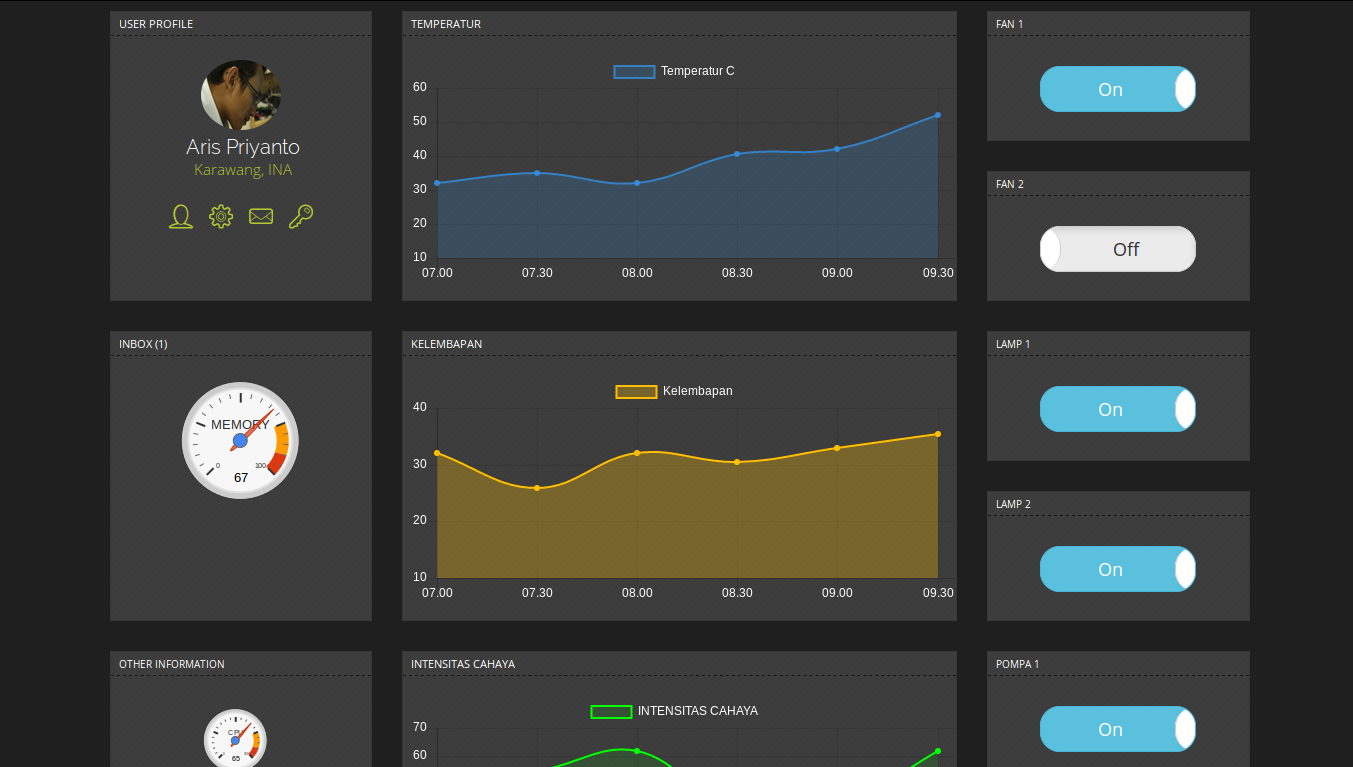 USER PROFILE
Aris Priyanto
Karawang, INA
TEMPERATUR
Temperatur C
60
50
40
30
20
10
07.00 07.30 08.00 08.30 09.00 09.30
FAN 1
On
FAN 2
Off
INBOX (1)
MEMORY
0 100
67
KELEMBAPAN
Kelembapan
40
30
20
10
07.00 07.30 08.00 08.30 09.00 09.30
LAMP 1
On
LAMP 2
On
OTHER INFORMATION
CPU
65
INTENSITAS CAHAYA
INTENSITAS CAHAYA
70
60
POMPA 1
On